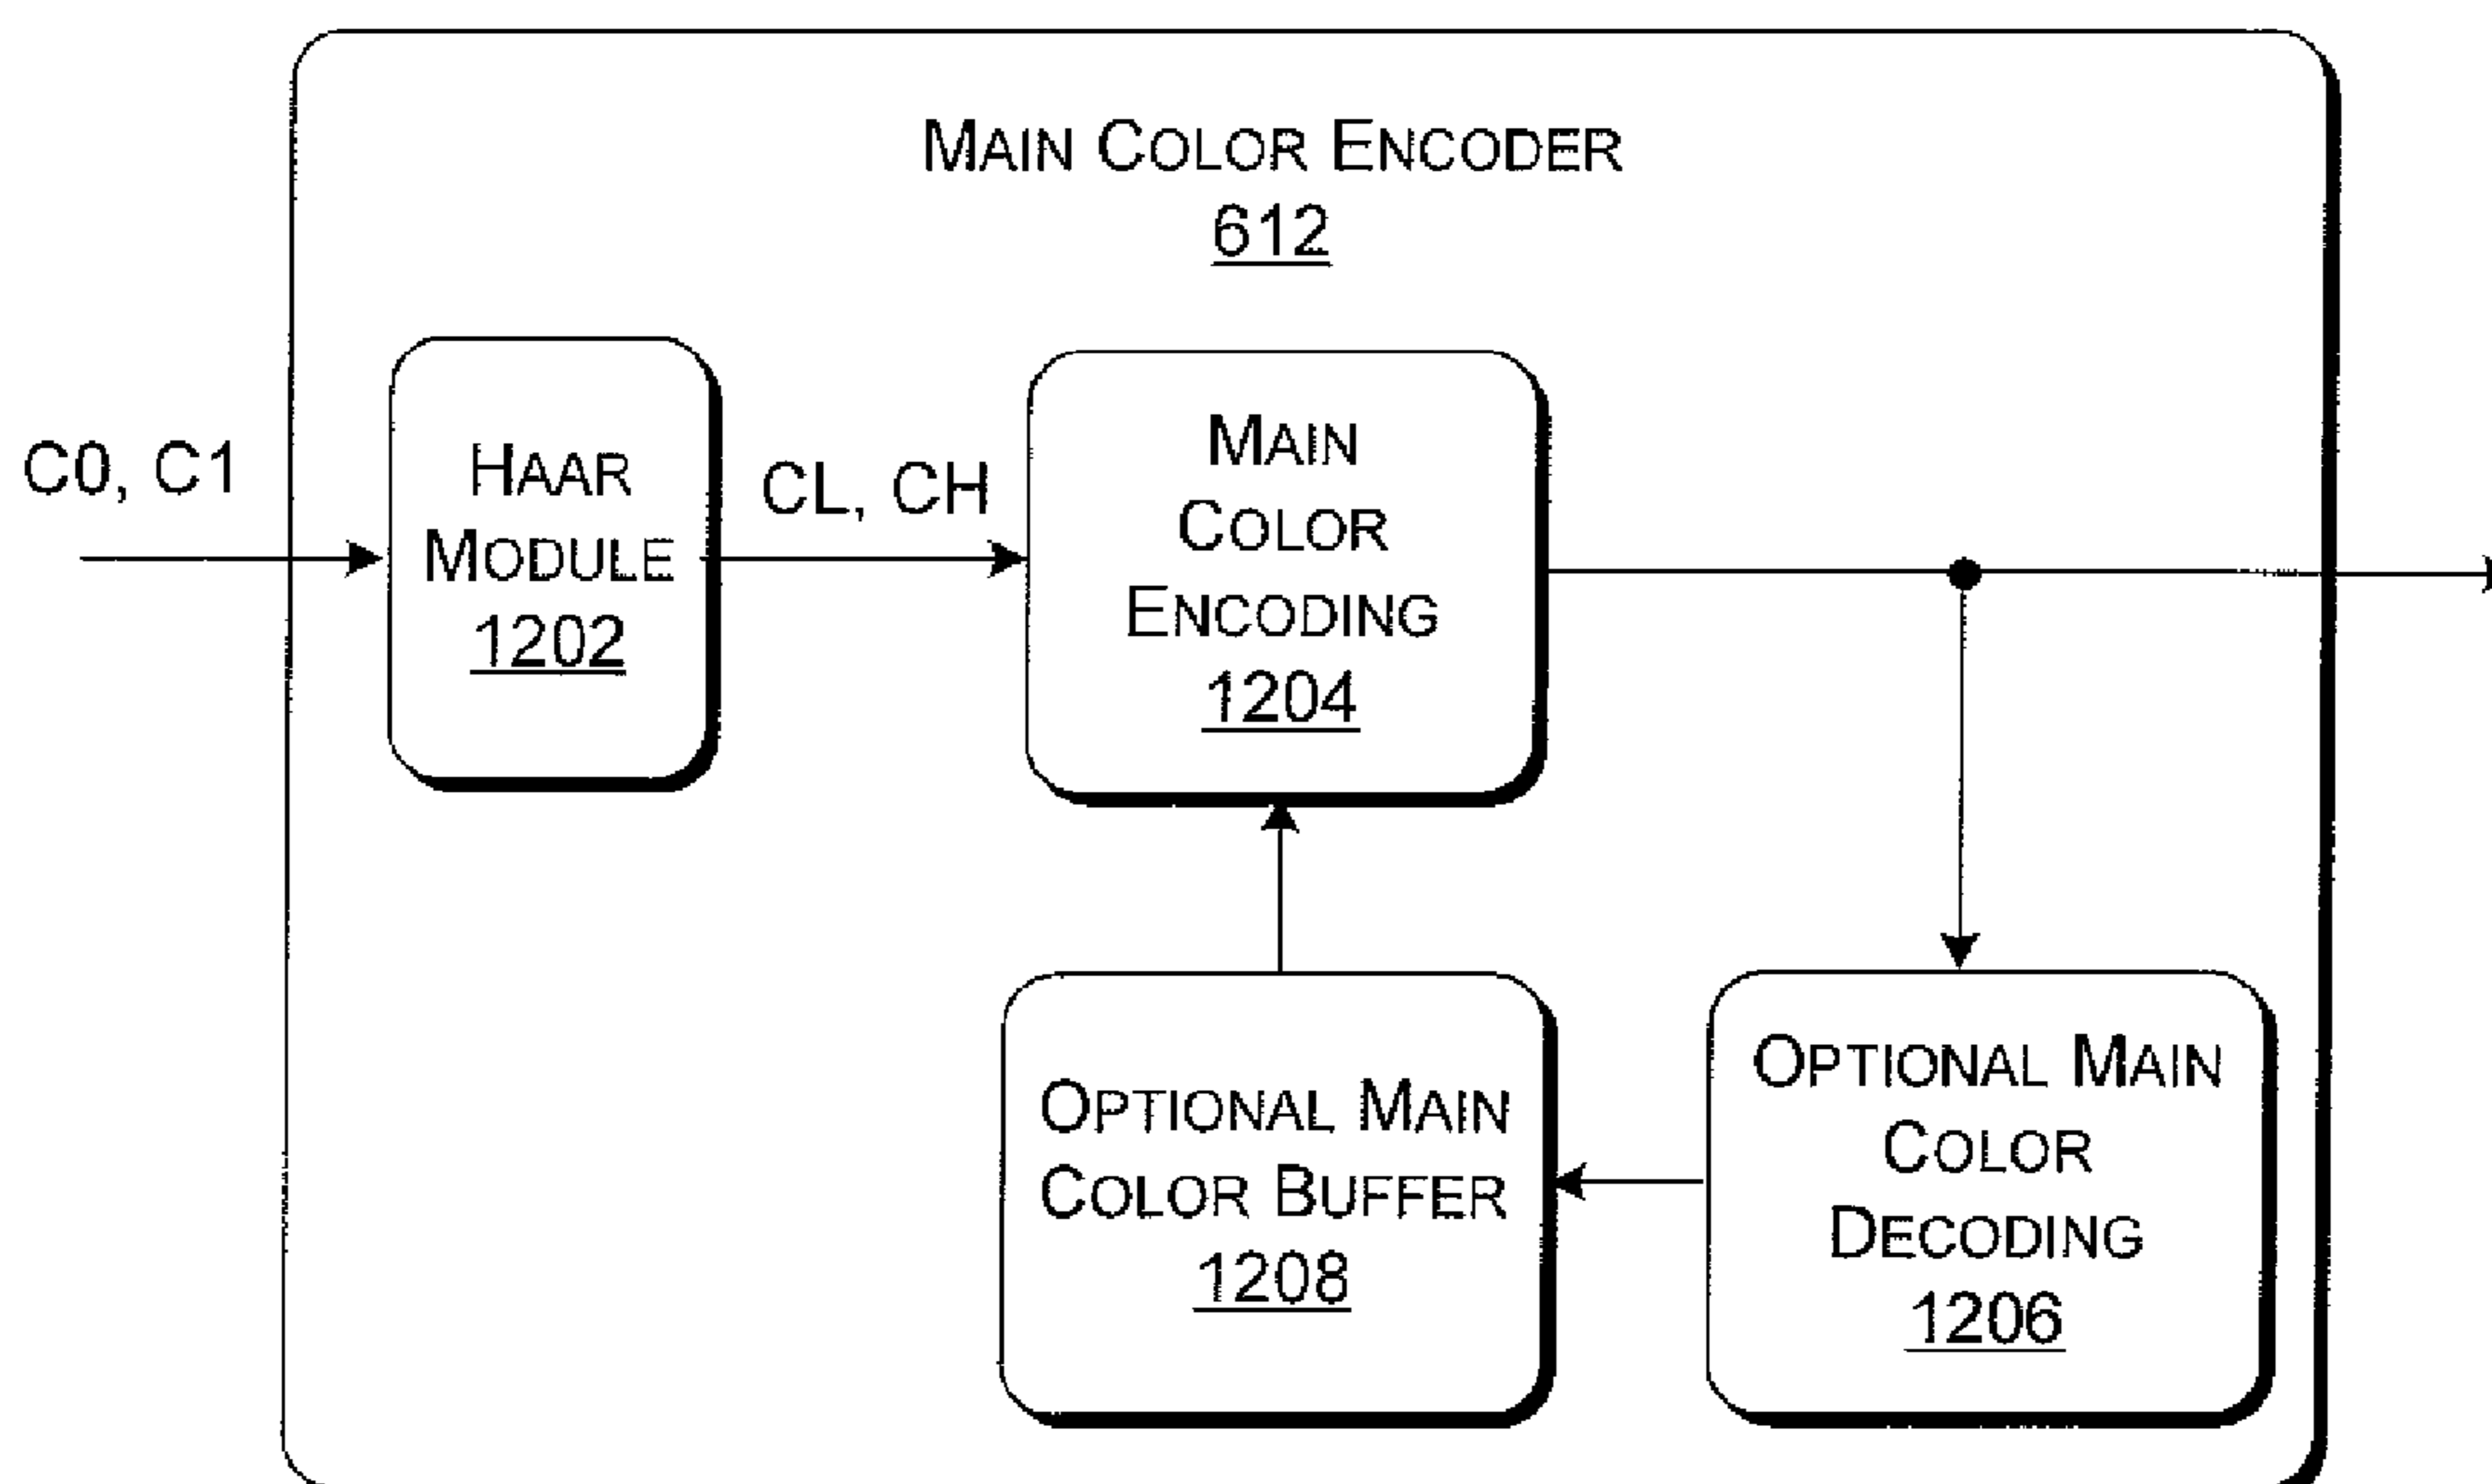 MAIN COLOR ENCODER
612
C0, C1
HAAR
MODULE
1202
CL, CH
MAIN
COLOR
ENCODING
1204
OPTIONAL MAIN
COLOR BUFFER
1208
OPTIONAL MAIN
COLOR
DECODING
1206